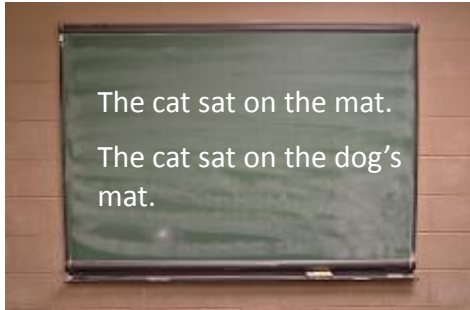 The cat sat on the mat.
The cat sat on the dog’s
mat.